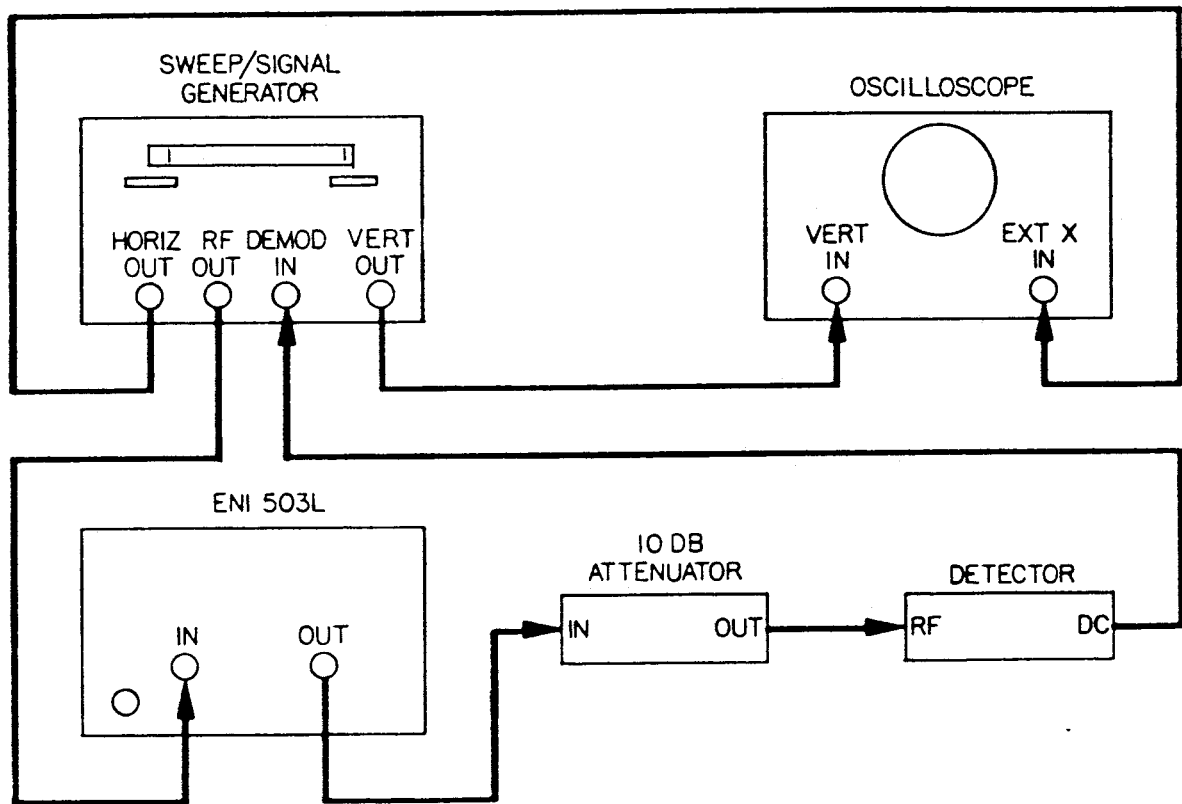 SWEEP/SIGNAL
GENERATOR
HORIZ
OUT
RF
OUT
DEMOD
IN
VERT
OUT
OSCILLOSCOPE
VERT
IN
EXT X
IN
ENI 503L
IN
OUT
10 DB
ATTENUATOR
IN
OUT
DETECTOR
RF
DC